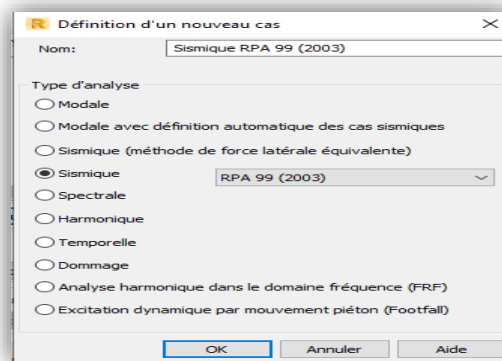 R Définition d'un nouveau cas
Nom: Sismique RPA 99 (2003)
Type d'analyse
Modale
Modale avec définition automatique des cas sismiques
Sismique (méthode de force latérale équivalente)
Sismique RPA 99 (2003)
Spectrale
Harmonique
Temporelle
Dommage
Analyse harmonique dans le domaine fréquence (FRF)
Excitation dynamique par mouvement piéton (Footfall)
OK Annuler Aide